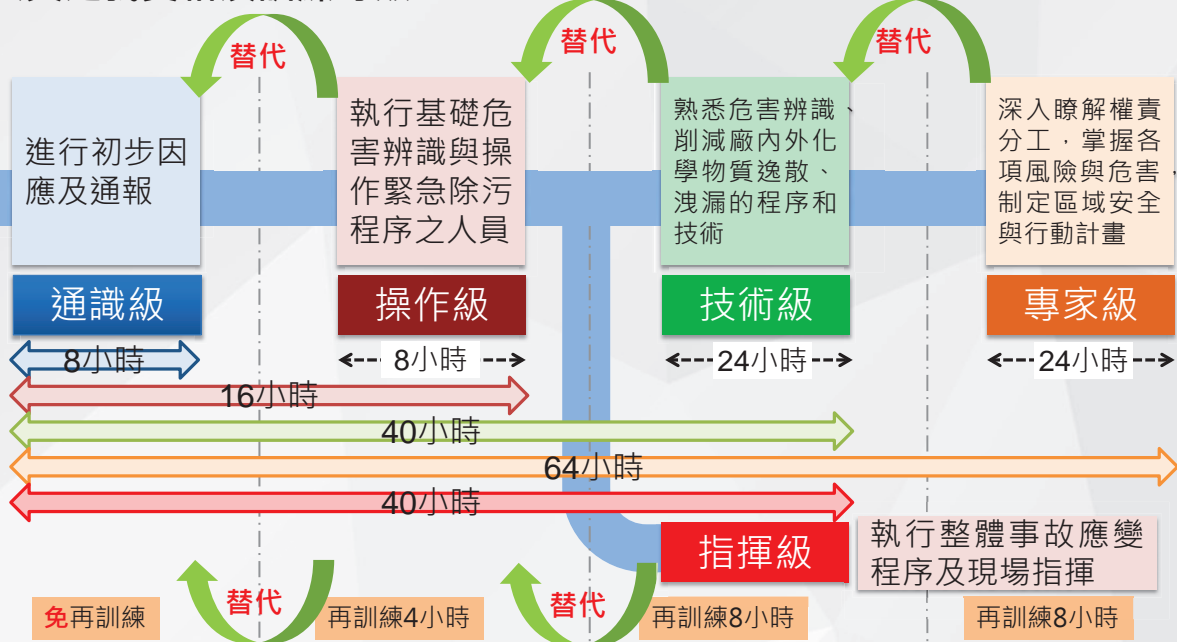 替代
替代
替代
進行初步因
應及通報
執行基礎危
害辨識與操
作緊急除污
程序之人員
熟悉危害辨識、
削減廠內外化
學物質逸散、
洩漏的程序和
技術
深入瞭解權責
分工，掌握各
項風險與危害，
制定區域安全
與行動計畫
通識級
操作級
技術級
專家級
8小時
8小時
24小時
24小時
16小時
40小時
64小時
40小時
指揮級
執行整體事故應變
程序及現場指揮
替代
替代
免再訓練
再訓練4小時
再訓練8小時
再訓練8小時